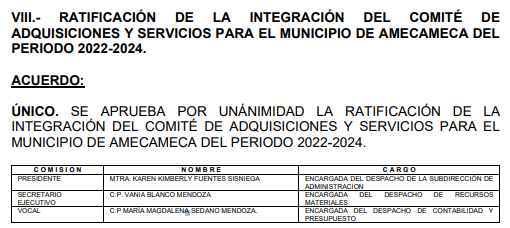 VIII.- RATIFICACIÓN DE LA INTEGRACIÓN DEL COMITÉ DE
ADQUISICIONES Y SERVICIOS PARA EL MUNICIPIO DE AMECAMECA DEL
PERIODO 2022-2024.
ACUERDO:
ÚNICO. SE APRUEBA POR UNÁNIMIDAD LA RATIFICACIÓN DE LA
INTEGRACIÓN DEL COMITÉ DE ADQUISICIONES Y SERVICIOS PARA EL
MUNICIPIO DE AMECAMECA DEL PERIODO 2022-2024.
COMISION NOMBRE CARGO
PRESIDENTE MTRA. KAREN KIMBERLY FUENTES SISNIEGA ENCARGADA DEL DESPACHO DE LA SUBDIRECCIÓN DE
ADMINISTRACION
SECRETARIO C.P. VANIA BLANCO MENDOZA ENCARGADA DEL DESPACHO DE RECURSOS
EJECUTIVO MATERIALES
VOCAL C.P MARÍA MAGDALENA SEDANO MENDOZA. ENCARGADA DEL DESPACHO DE CONTABILIDAD Y
PRESUPUESTO